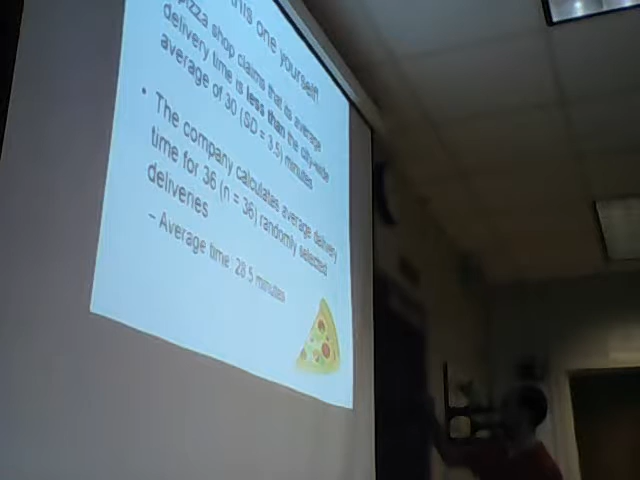 this one yourself!
pizza shop claims that its average
delivery time is less than the city-wide
average of 30 (SD = 3.5) minutes
• The company calculates average delivery
time for 36 (n = 36) randomly selected
deliveries
– Average time: 28.5 minutes